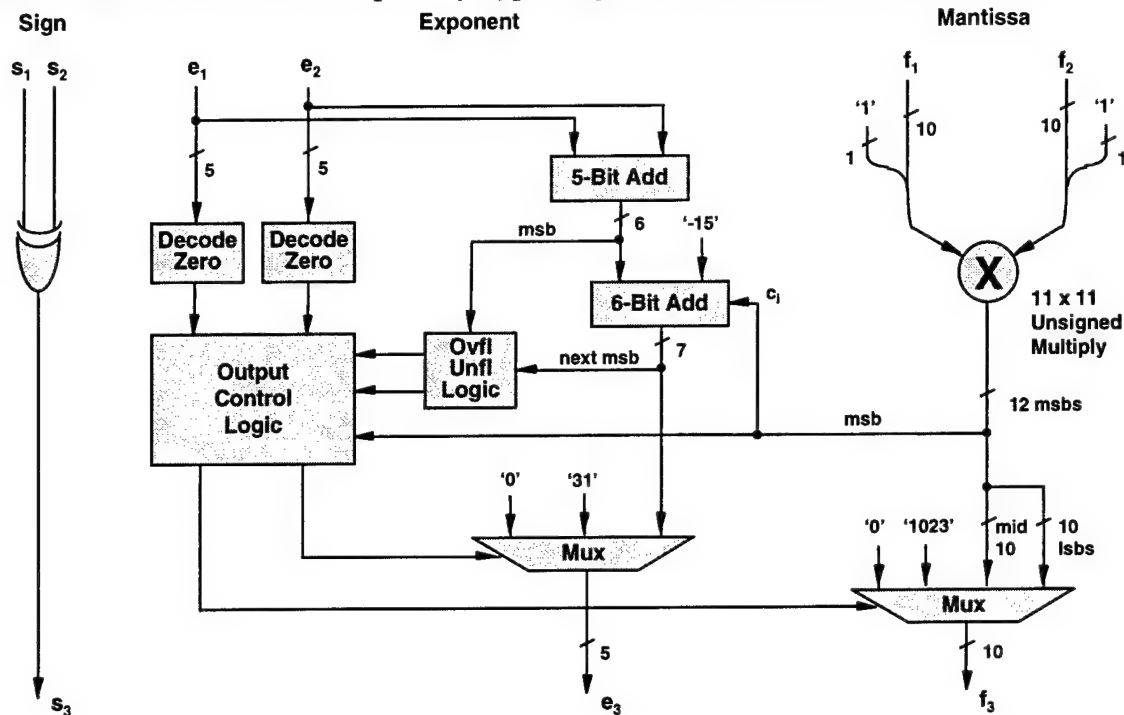 Sign
Exponent
Mantissa
s1 s2
e1
e2
f1
f2
'1'
10
10
'1'
1
1
5
5
5-Bit Add
6
'-15'
msb
Decode
Zero
Decode
Zero
6-Bit Add
ci
X
11 x 11
Unsigned
Multiply
7
Ovfl
Unfl
Logic
next msb
Output
Control
Logic
12 msbs
msb
'0'
'31'
Mux
'0'
'1023'
mid
10
10
lsbs
Mux
5
10
s3
e3
f3